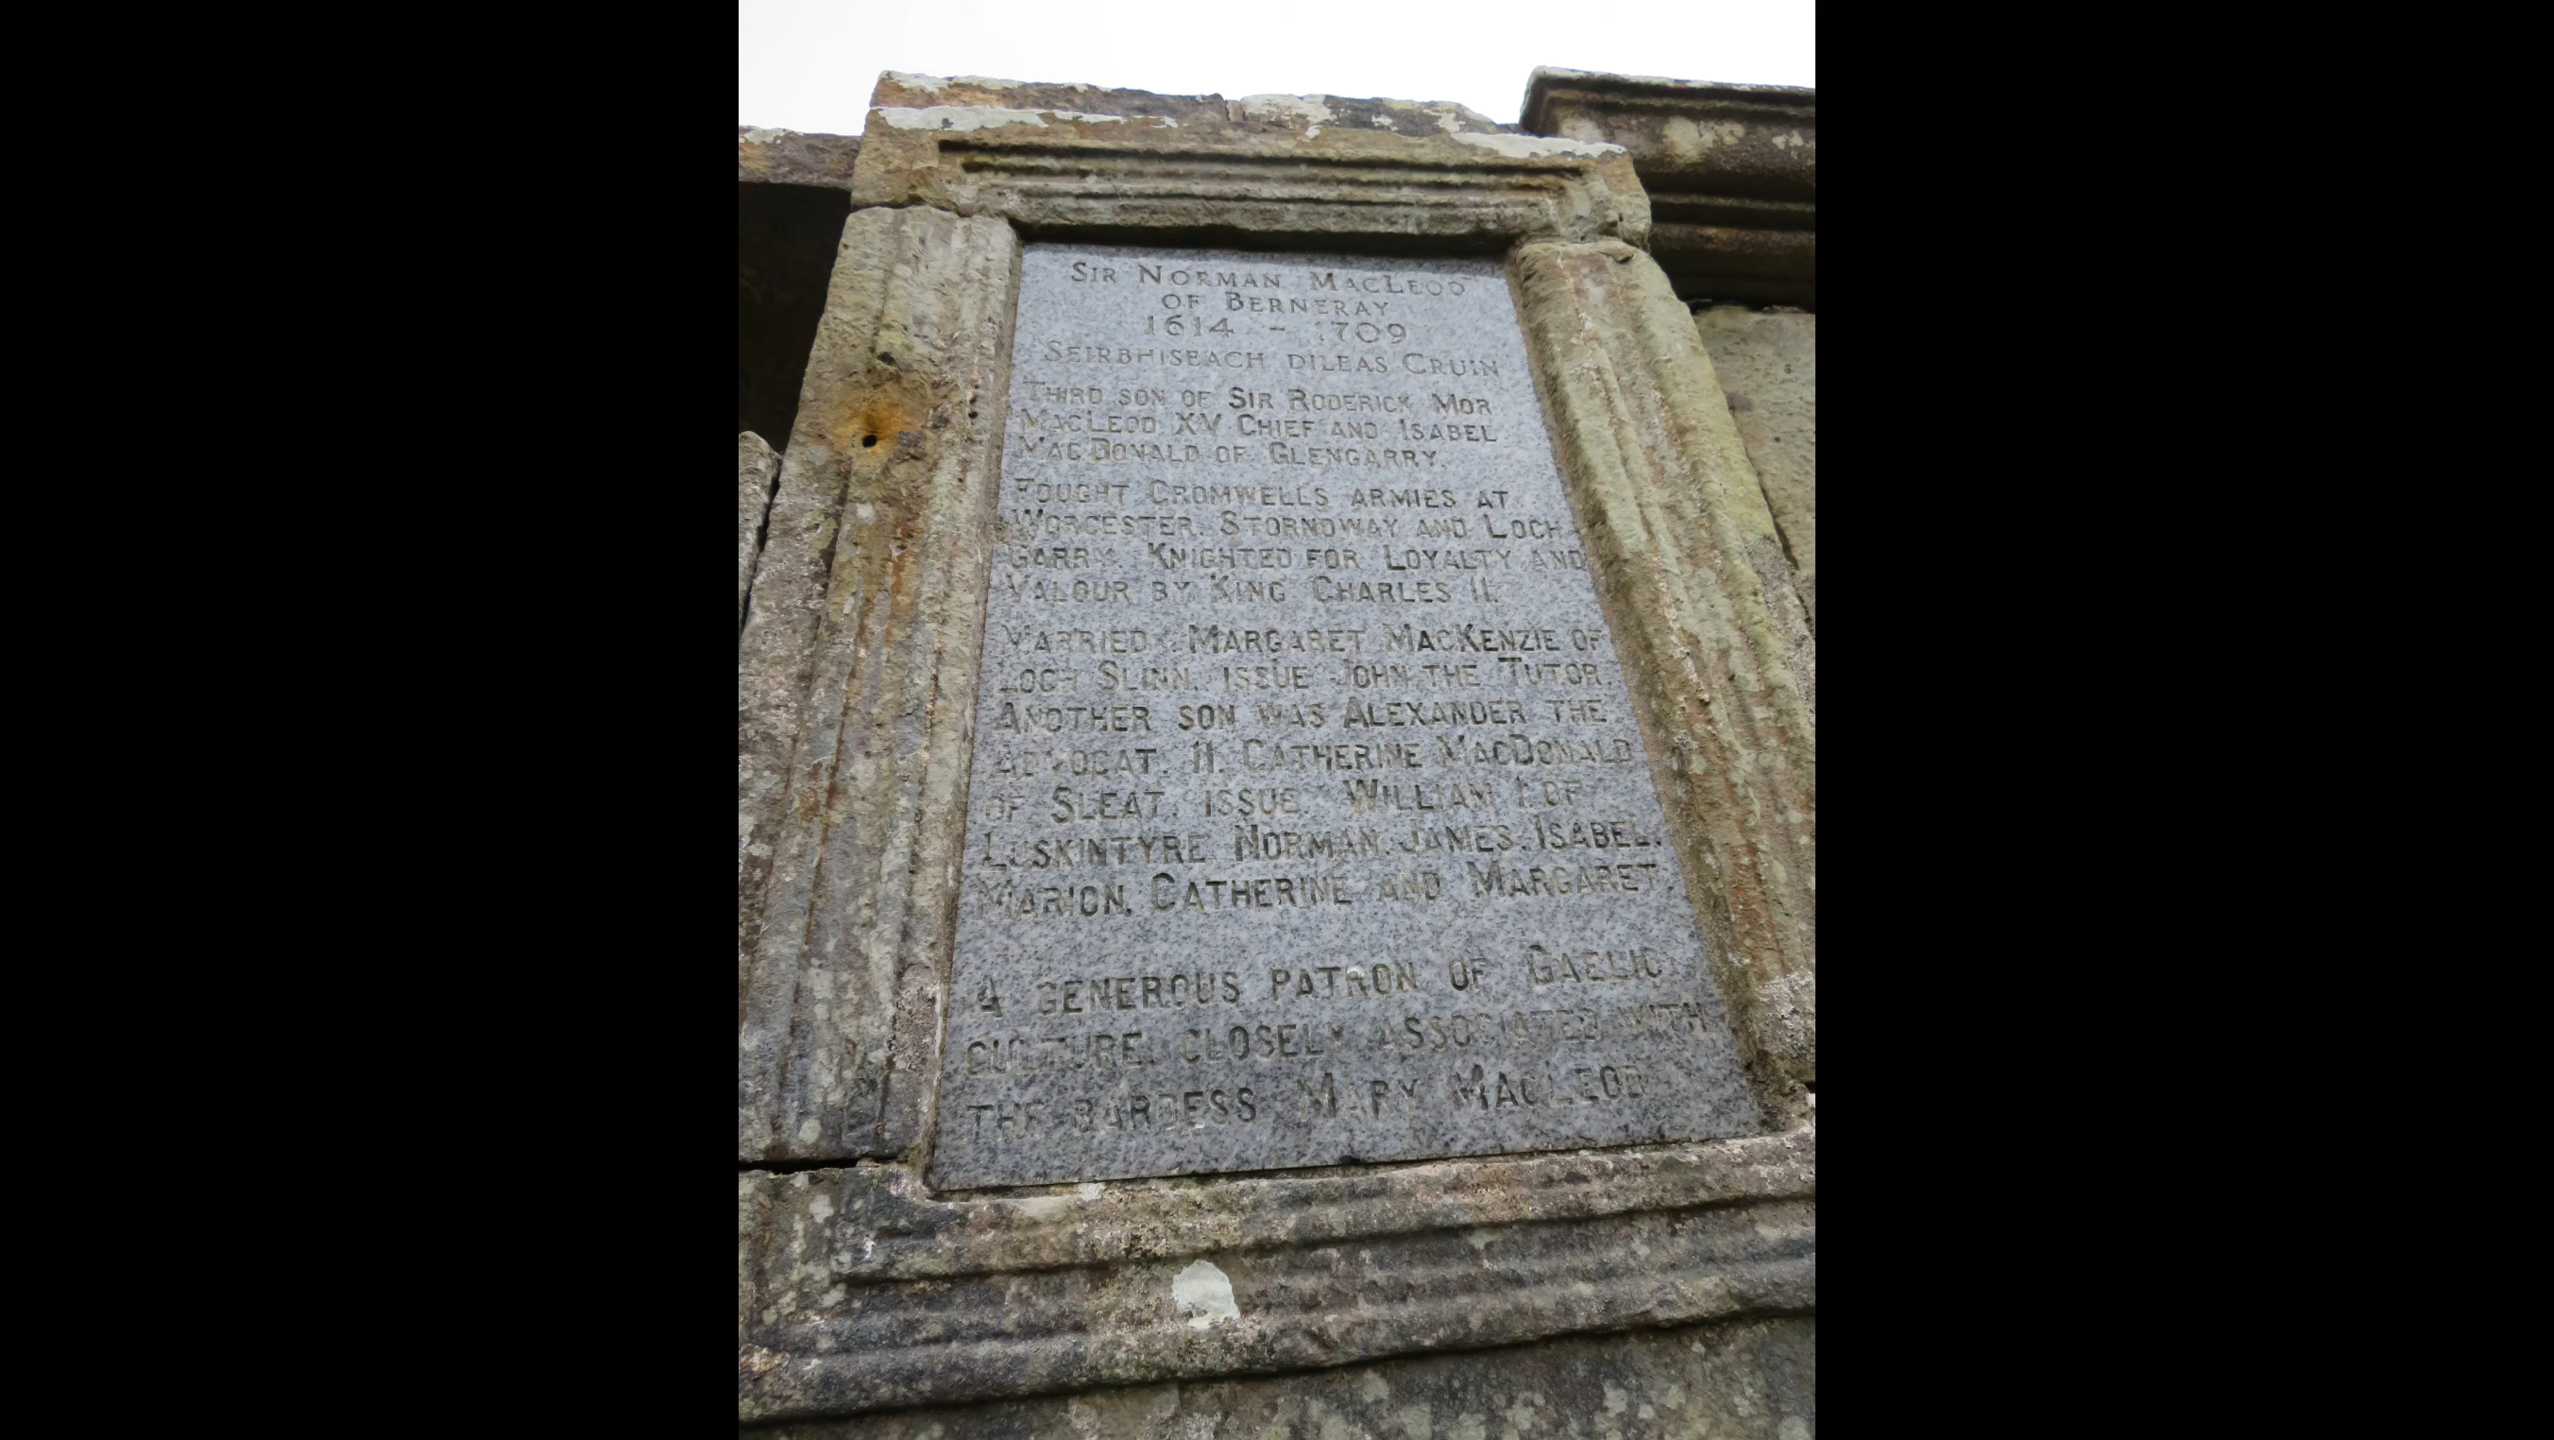 SIR NORMAN MACLEOD
OF BERNERAY
1614 - 1709
SEIRBHISEACH DILEAS CRUIN
THIRD SON OF SIR RODERICK MOR
MACLEOD XV CHIEF AND ISABEL
MACDONALD OF GLENGARRY.
FOUGHT CROMWELLS ARMIES AT
WORCESTER. STORNOWAY AND LOCH-
GARRY. KNIGHTED FOR LOYALTY AND
VALOUR BY KING CHARLES II.
MARRIED: MARGARET MACKENZIE OF
LOCH SLINN. ISSUE JOHN THE TUTOR.
ANOTHER SON WAS ALEXANDER THE
ADVOCAT. II. CATHERINE MACDONALD
OF SLEAT. ISSUE: WILLIAM I OF
LUSKINTYRE. NORMAN. JAMES. ISABEL.
MARION. CATHERINE AND MARGARET.
A GENEROUS PATRON OF GAELIC
CULTURE. CLOSELY ASSOCIATED WITH
THE BARDESS MARY MACLEOD